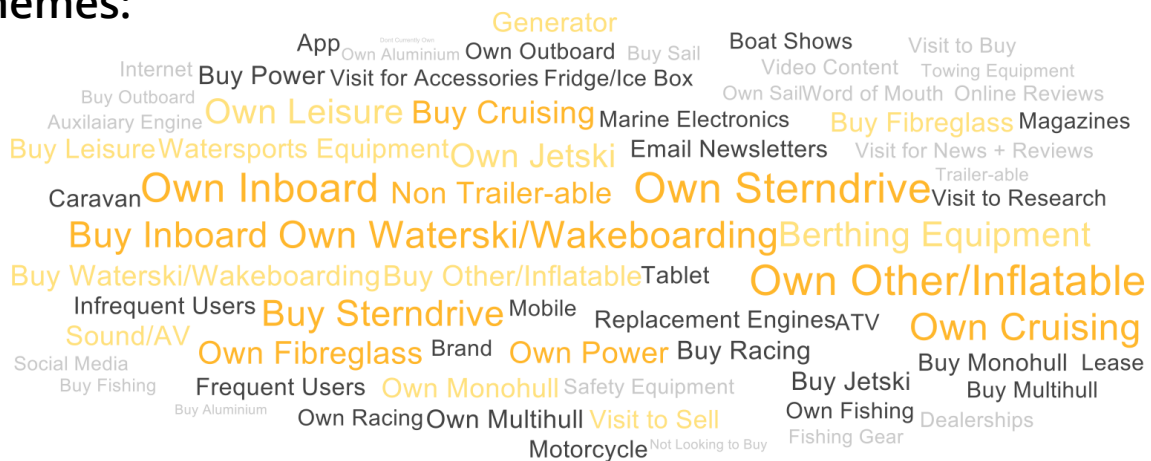 hemes:
Generator
App Own Aluminium Dont Currently Own Own Outboard Buy Sail Boat Shows Visit to Buy
Internet Buy Power Visit for Accessories Fridge/Ice Box Video Content Towing Equipment
Buy Outboard Own Leisure Buy Cruising Marine Electronics Own Sail Word of Mouth Online Reviews
Auxilaiary Engine Buy Fibreglass Magazines
Buy Leisure Watersports Equipment Own Jetski Email Newsletters Visit for News + Reviews
Caravan Own Inboard Non Trailer-able Own Sterndrive Trailer-able Visit to Research
Buy Inboard Own Waterski/Wakeboarding Berthing Equipment
Buy Waterski/Wakeboarding Buy Other/Inflatable Tablet Own Other/Inflatable
Infrequent Users Buy Sterndrive Mobile Replacement Engines ATV Own Cruising
Sound/AV
Social Media Own Fibreglass Brand Own Power Buy Racing Buy Monohull Lease
Buy Fishing Frequent Users Own Monohull Safety Equipment Buy Jetski Buy Multihull
Buy Aluminium Own Racing Own Multihull Visit to Sell Own Fishing Dealerships
Motorcycle Not Looking to Buy Fishing Gear